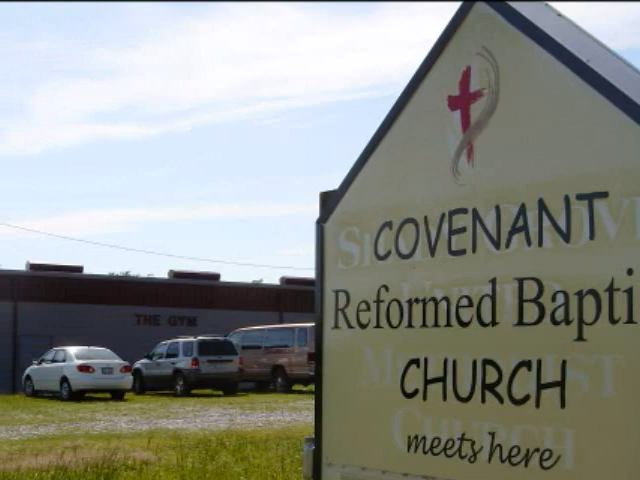 COVENANT
Reformed Bapti
CHURCH
meets here
THE GYM